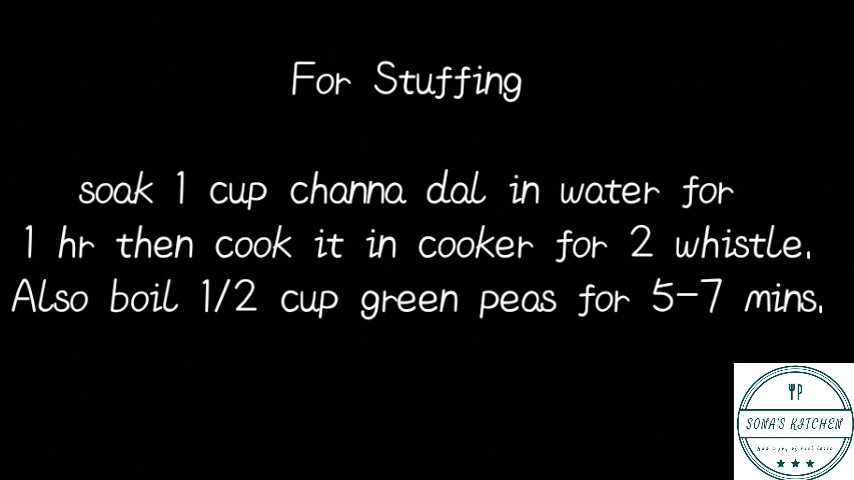 For Stuffing
soak 1 cup channa dal in water for
1 hr then cook it in cooker for 2 whistle.
Also boil 1/2 cup green peas for 5-7 mins.
SONA'S KITCHEN